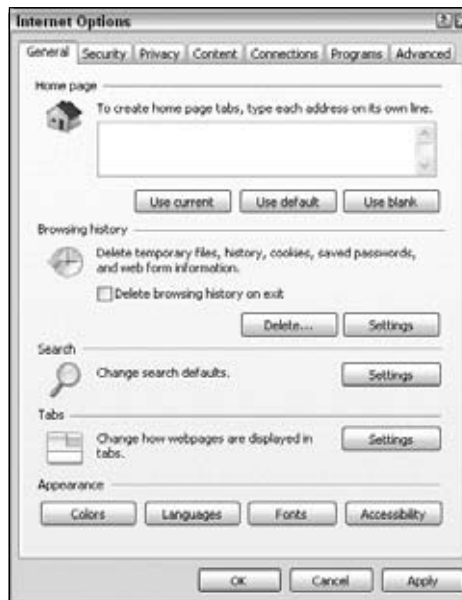 Internet Options
General Security Privacy Content Connections Programs Advanced
Home page
To create home page tabs, type each address on its own line.
Use current Use default Use blank
Browsing history
Delete temporary files, history, cookies, saved passwords,
and web form information.
Delete browsing history on exit
Delete... Settings
Search
Change search defaults.
Settings
Tabs
Change how webpages are displayed in
tabs.
Settings
Appearance
Colors Languages Fonts Accessibility
OK Cancel Apply